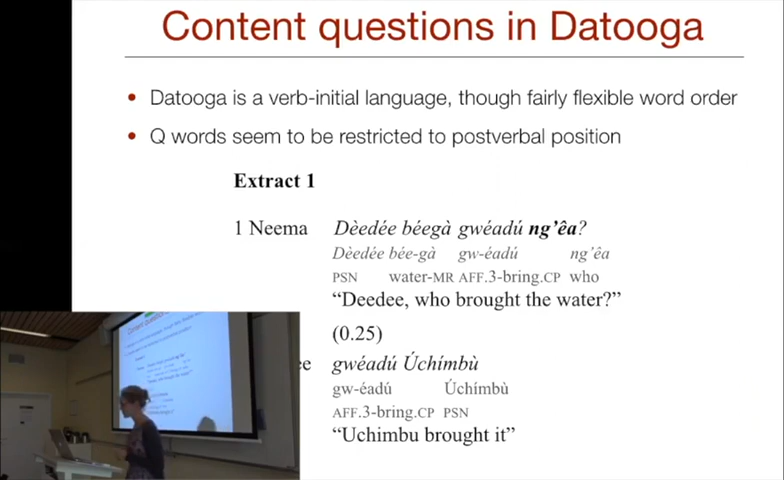 Content questions in Datooga
• Datooga is a verb-initial language, though fairly flexible word order
• Q words seem to be restricted to postverbal position
Extract 1
1 Neema Dèedée béegà gwéadú ng'êa?
Dèedée bée-gà gw-éadú ng'êa
PSN water-MR AFF.3-bring.CP who
“Deedee, who brought the water?”
(0.25)
gwéadú Úchímbù
gw-éadú Úchímbù
AFF.3-bring.CP PSN
“Uchimbu brought it”